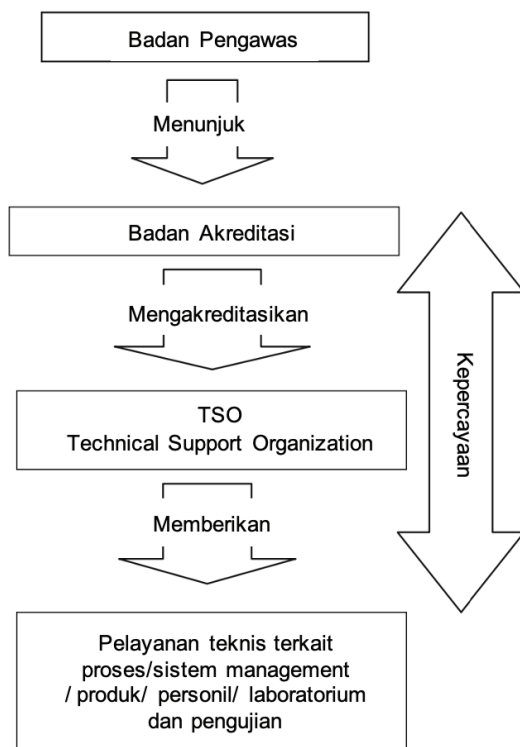 Badan Pengawas
Menunjuk
Badan Akreditasi
Mengakreditasikan
TSO
Technical Support Organization
Memberikan
Pelayanan teknis terkait
proses/sistem management
/ produk/ personil/ laboratorium
dan pengujian
Kepercayaan